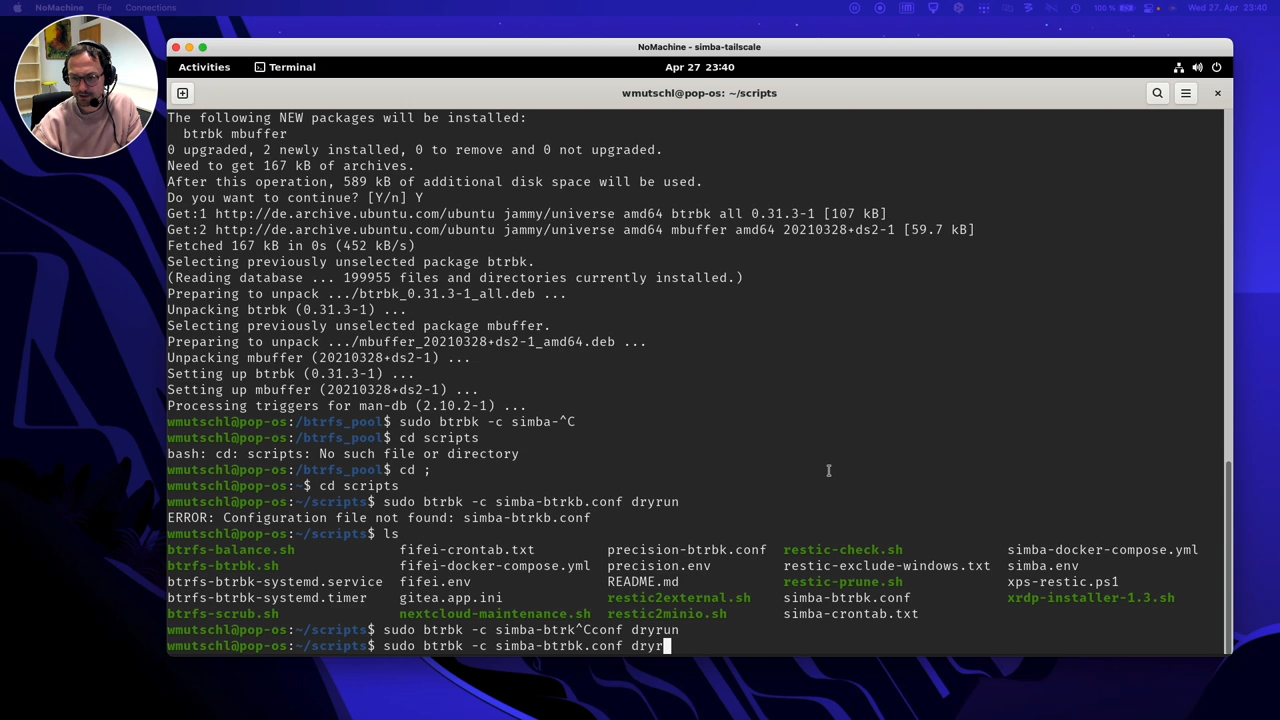 NoMachine File Connections 100 % Wed 27. Apr 23:40
NoMachine - simba-tailscale
Activities Terminal Apr 27 23:40
wmutschl@pop-os: ~/scripts
The following NEW packages will be installed:
btrbk mbuffer
0 upgraded, 2 newly installed, 0 to remove and 0 not upgraded.
Need to get 167 kB of archives.
After this operation, 589 kB of additional disk space will be used.
Do you want to continue? [Y/n] Y
Get:1 http://de.archive.ubuntu.com/ubuntu jammy/universe amd64 btrbk all 0.31.3-1 [107 kB]
Get:2 http://de.archive.ubuntu.com/ubuntu jammy/universe amd64 mbuffer amd64 20210328+ds2-1 [59.7 kB]
Fetched 167 kB in 0s (452 kB/s)
Selecting previously unselected package btrbk.
(Reading database ... 199955 files and directories currently installed.)
Preparing to unpack .../btrbk_0.31.3-1_all.deb ...
Unpacking btrbk (0.31.3-1) ...
Selecting previously unselected package mbuffer.
Preparing to unpack .../mbuffer_20210328+ds2-1_amd64.deb ...
Unpacking mbuffer (20210328+ds2-1) ...
Setting up btrbk (0.31.3-1) ...
Setting up mbuffer (20210328+ds2-1) ...
Processing triggers for man-db (2.10.2-1) ...
wmutschl@pop-os:/btrfs_pool$ sudo btrbk -c simba-^C
wmutschl@pop-os:/btrfs_pool$ cd scripts
bash: cd: scripts: No such file or directory
wmutschl@pop-os:/btrfs_pool$ cd ;
wmutschl@pop-os:~$ cd scripts
wmutschl@pop-os:~/scripts$ sudo btrbk -c simba-btrkb.conf dryrun
ERROR: Configuration file not found: simba-btrkb.conf
wmutschl@pop-os:~/scripts$ ls
btrfs-balance.sh fifei-crontab.txt precision-btrbk.conf restic-check.sh simba-docker-compose.yml
btrfs-btrbk.sh fifei-docker-compose.yml precision.env restic-exclude-windows.txt simba.env
btrfs-btrbk-systemd.service fifei.env README.md restic-prune.sh xps-restic.ps1
btrfs-btrbk-systemd.timer gitea.app.ini restic2external.sh simba-btrbk.conf xrdp-installer-1.3.sh
btrfs-scrub.sh nextcloud-maintenance.sh restic2minio.sh simba-crontab.txt
wmutschl@pop-os:~/scripts$ sudo btrbk -c simba-btrk^Cconf dryrun
wmutschl@pop-os:~/scripts$ sudo btrbk -c simba-btrbk.conf dryr